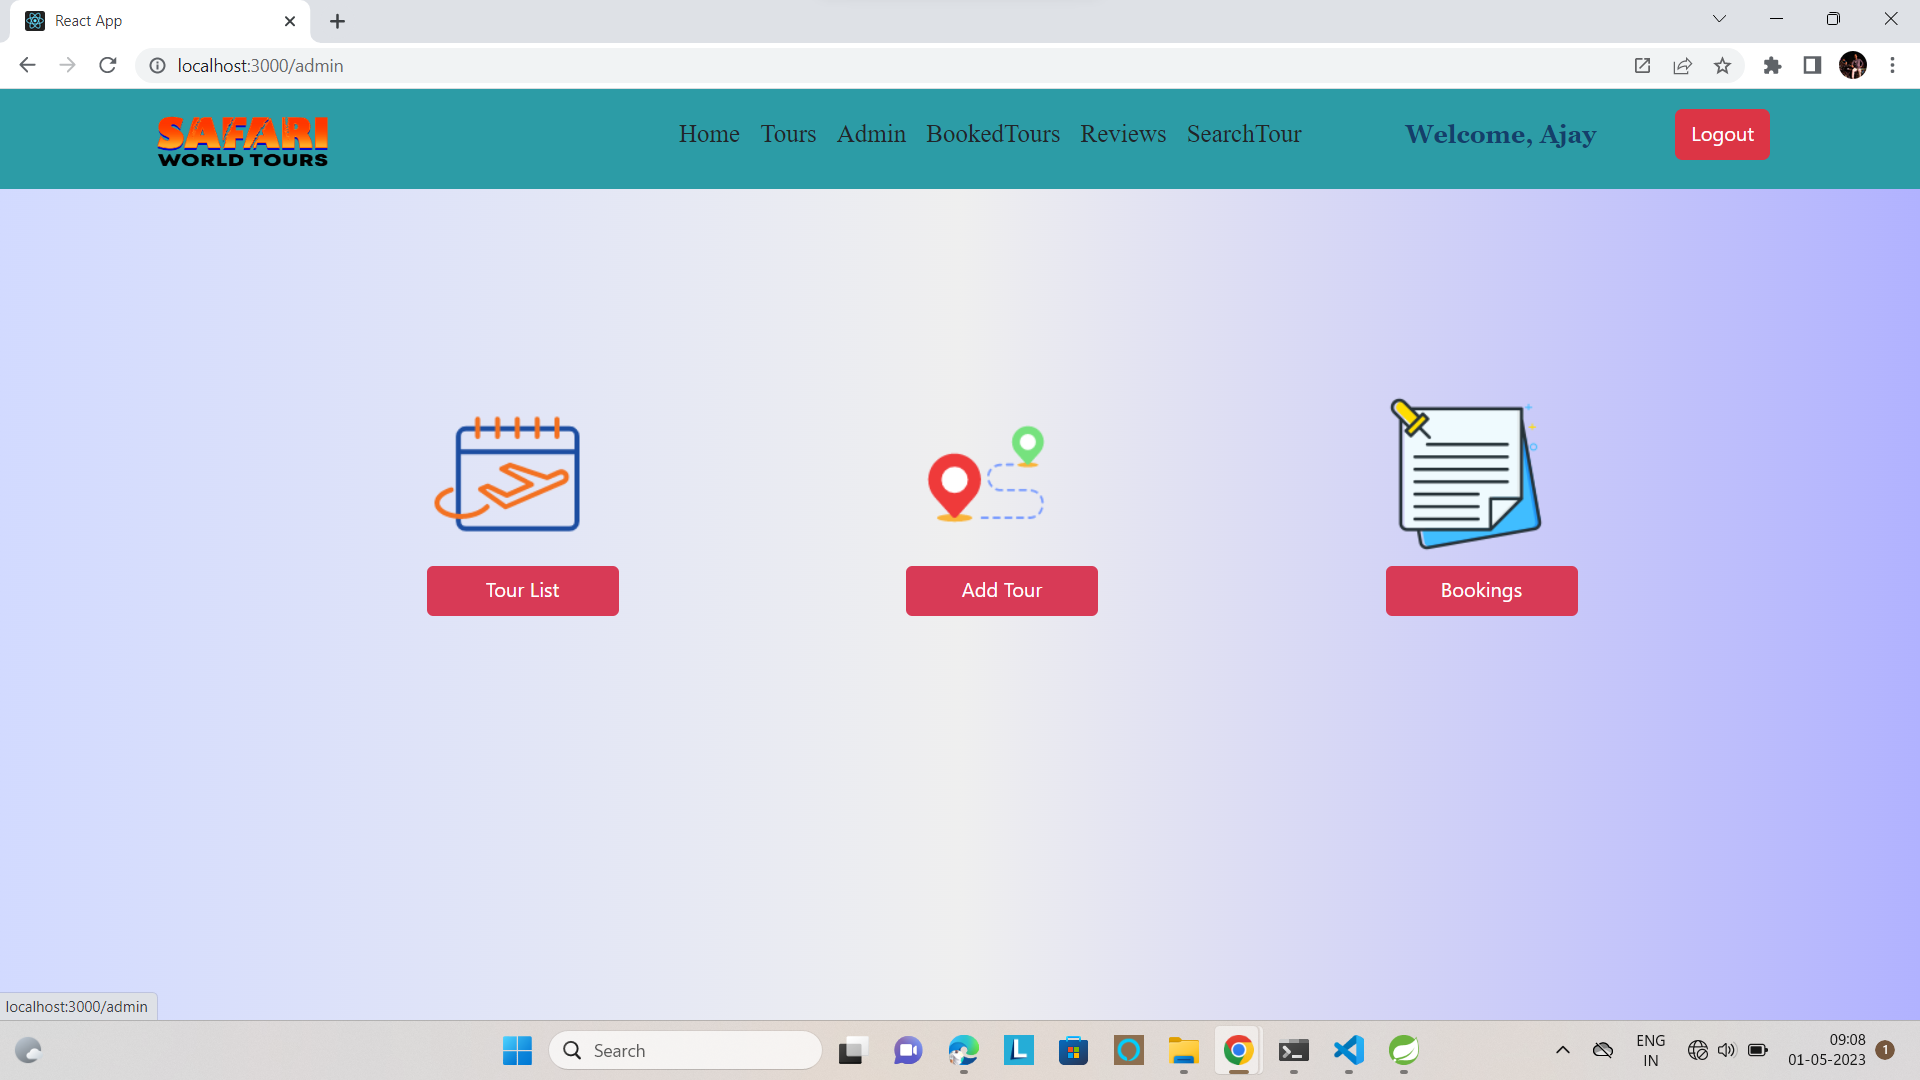 React App
localhost:3000/admin
SAFARI
WORLD TOURS
Home Tours Admin BookedTours Reviews SearchTour
Welcome, Ajay
Logout
Tour List
Add Tour
Bookings
localhost:3000/admin
Search
L
ENG
IN
09:08
01-05-2023
1